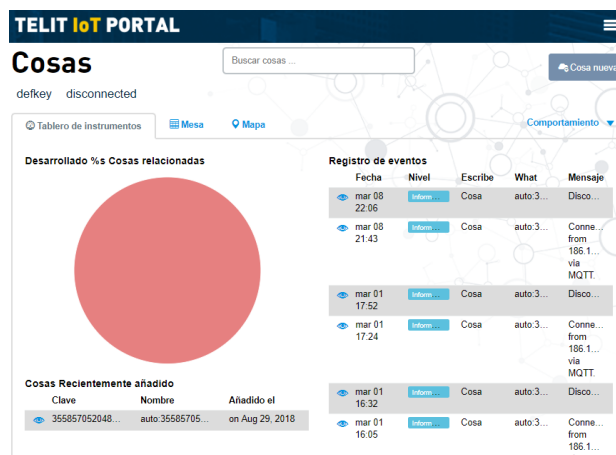 TELIT IoT PORTAL
Cosas
Buscar cosas ...
Cosa nueva
defkey disconnected
Tablero de instrumentos
Mesa
Mapa
Comportamiento
Desarrollado %s Cosas relacionadas
Cosas Recientemente añadido
Clave Nombre Añadido el
355857052048... auto:35585705... on Aug 29, 2018
Registro de eventos
Fecha Nivel Escribe What Mensaje
mar 08 Inform... Cosa auto:3... Disco...
22:06
mar 08 Inform... Cosa auto:3... Conne...
21:43 from
186.1...
via
MQTT.
mar 01 Inform... Cosa auto:3... Disco...
17:52
mar 01 Inform... Cosa auto:3... Conne...
17:24 from
186.1...
via
MQTT.
mar 01 Inform... Cosa auto:3... Disco...
16:32
mar 01 Inform... Cosa auto:3... Conne...
16:05 from
186.1...